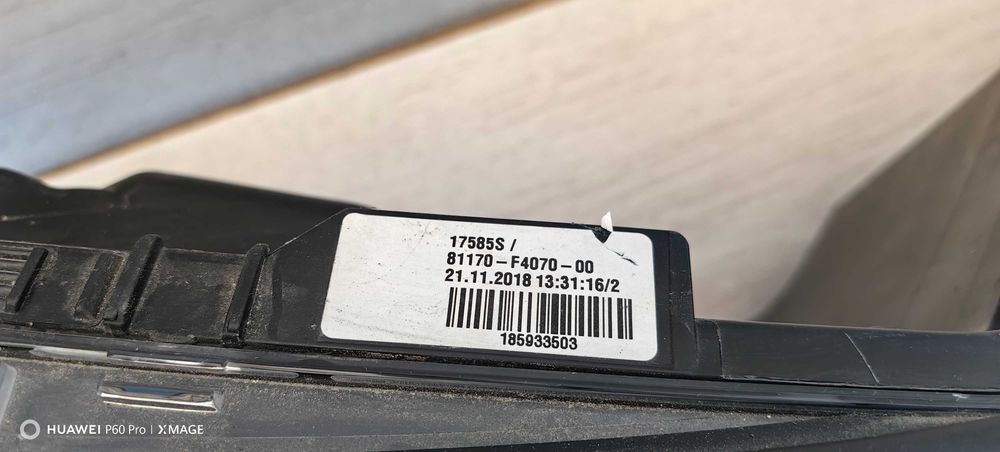 17585S /
81170-F4070-00
21.11.2018 13:31:16/2
185933503
HUAWEI P60 Pro | XMAGE